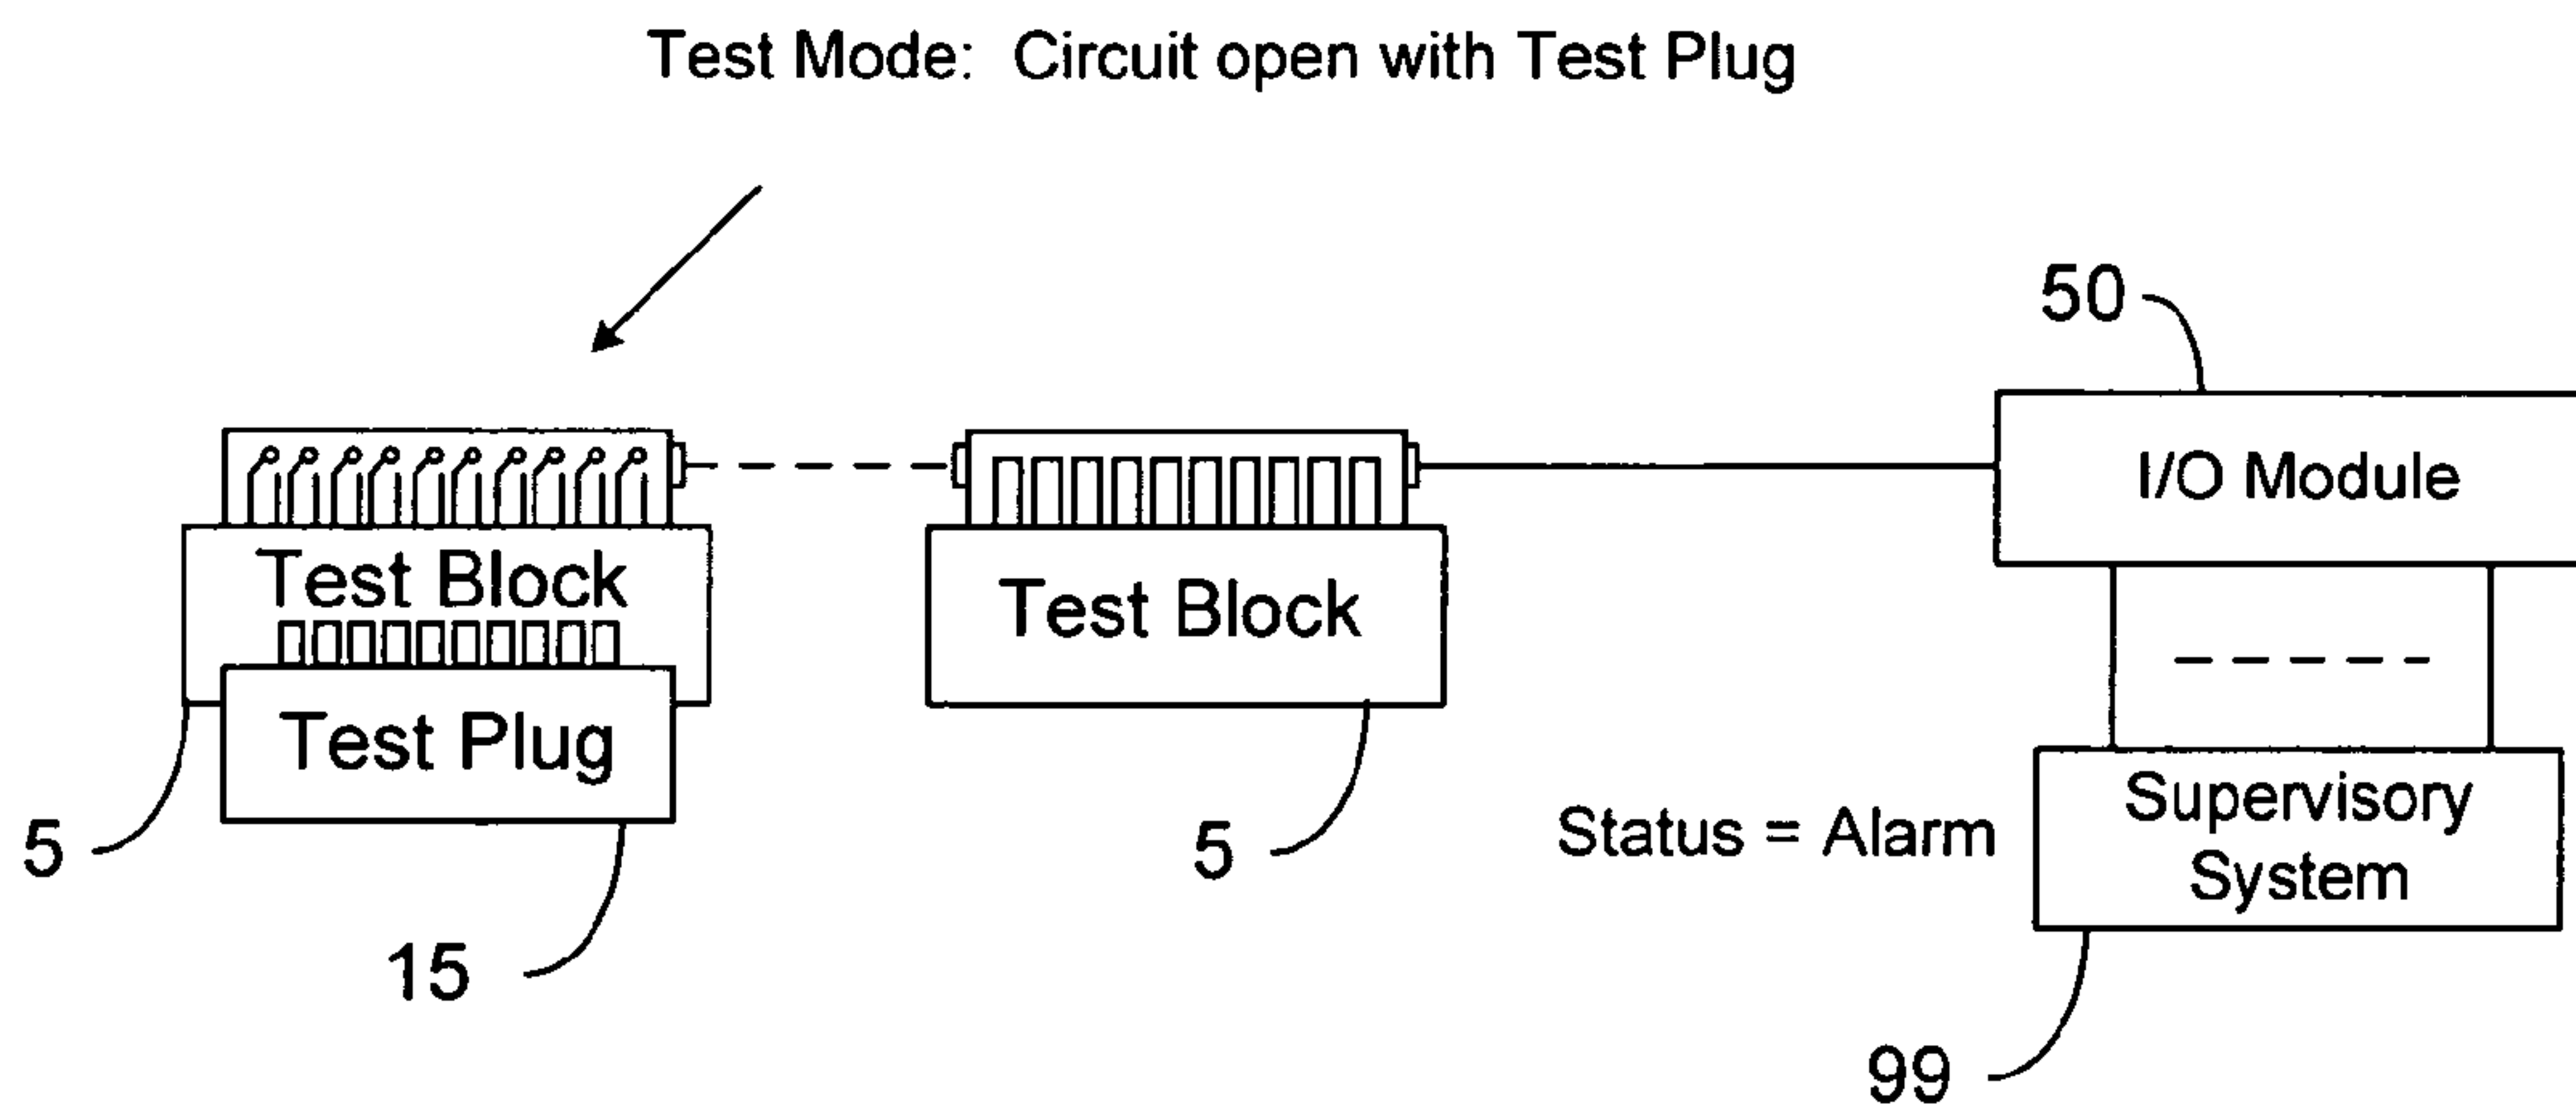 Test Mode: Circuit open with Test Plug
50
I/O Module
Test Block
Test Block
Test Plug
Supervisory
System
Status = Alarm
5
5
15
99